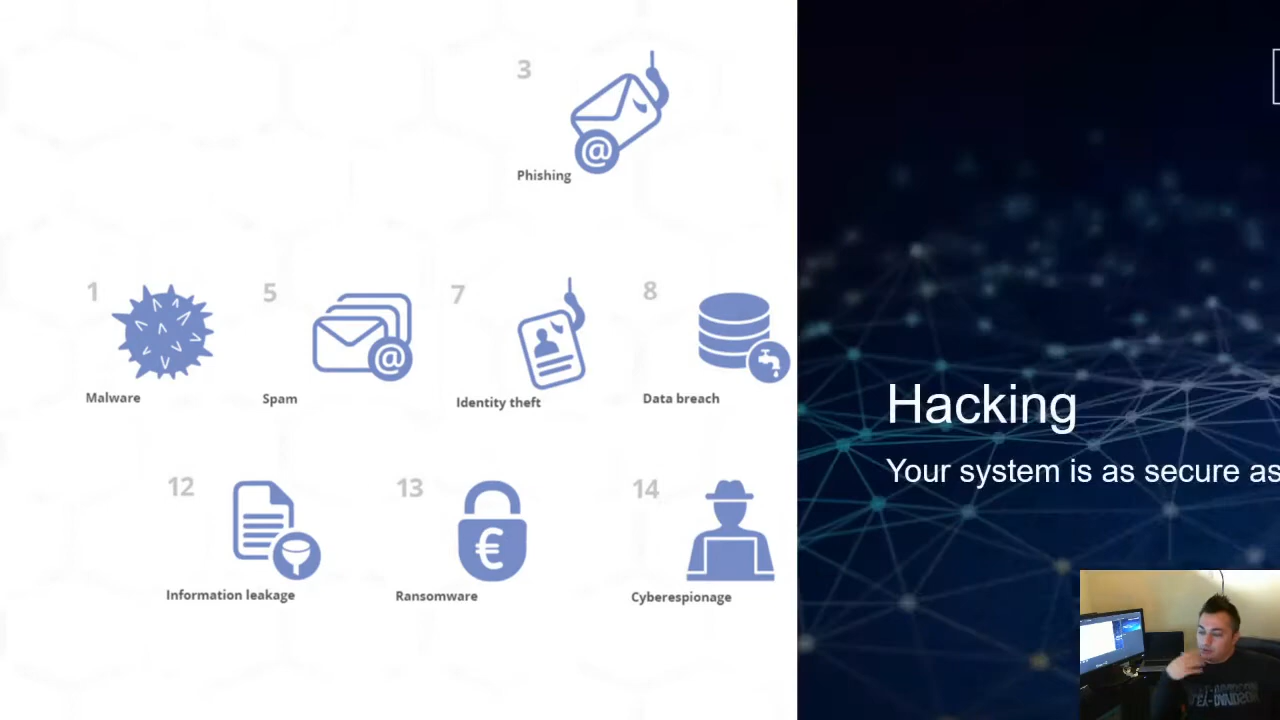 3
Phishing
1
5
7
8
Malware
Spam
Identity theft
Data breach
12
13
14
€
Information leakage
Ransomware
Cyberespionage
Hacking
Your system is as secure as